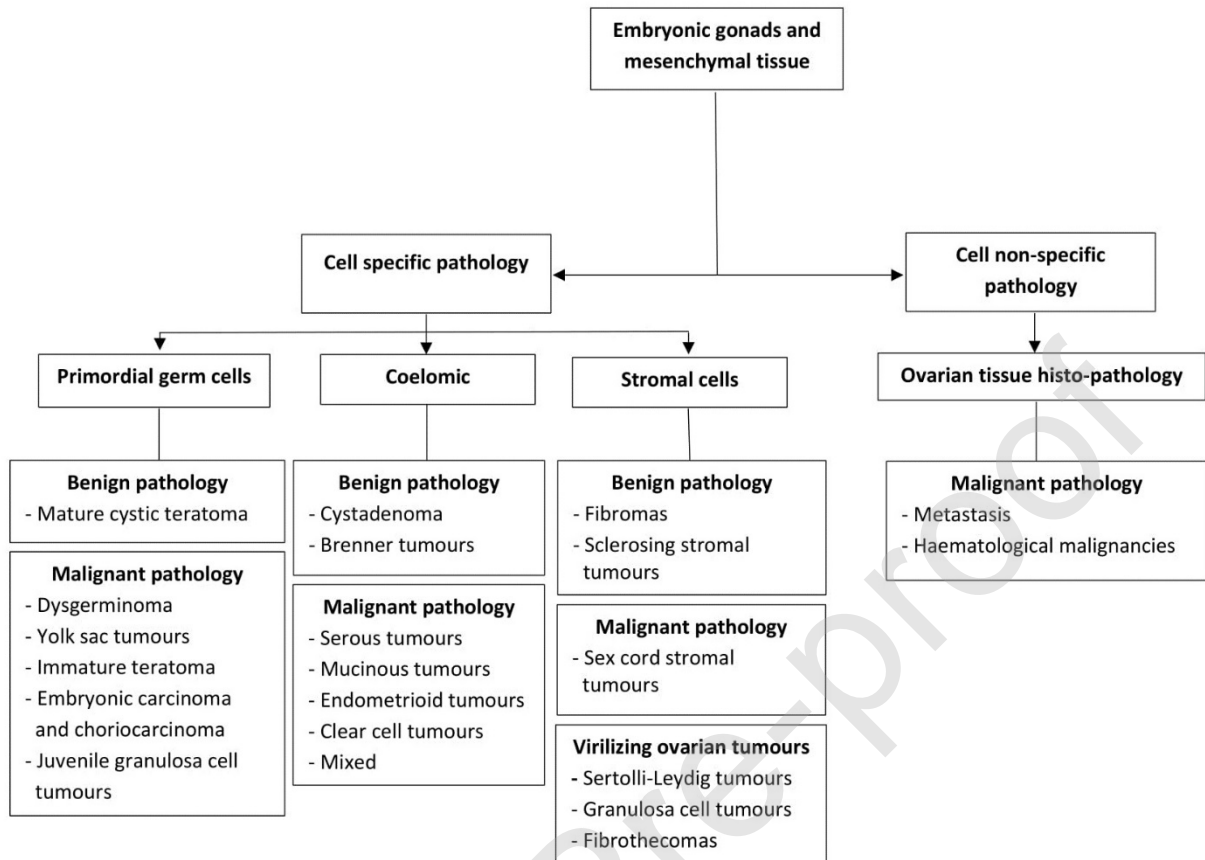 Embryonic gonads and
mesenchymal tissue
Cell specific pathology
Cell non-specific
pathology
Primordial germ cells
Coelomic
Stromal cells
Ovarian tissue histo-pathology
Benign pathology
- Mature cystic teratoma
Malignant pathology
- Dysgerminoma
- Yolk sac tumours
- Immature teratoma
- Embryonic carcinoma
and choriocarcinoma
- Juvenile granulosa cell
tumours
Benign pathology
- Cystadenoma
- Brenner tumours
Malignant pathology
- Serous tumours
- Mucinous tumours
- Endometrioid tumours
- Clear cell tumours
- Mixed
Benign pathology
- Fibromas
- Sclerosing stromal
tumours
Malignant pathology
- Sex cord stromal
tumours
Virilizing ovarian tumours
- Sertolli-Leydig tumours
- Granulosa cell tumours
- Fibrothecomas
Malignant pathology
- Metastasis
- Haematological malignancies
Pre-proof